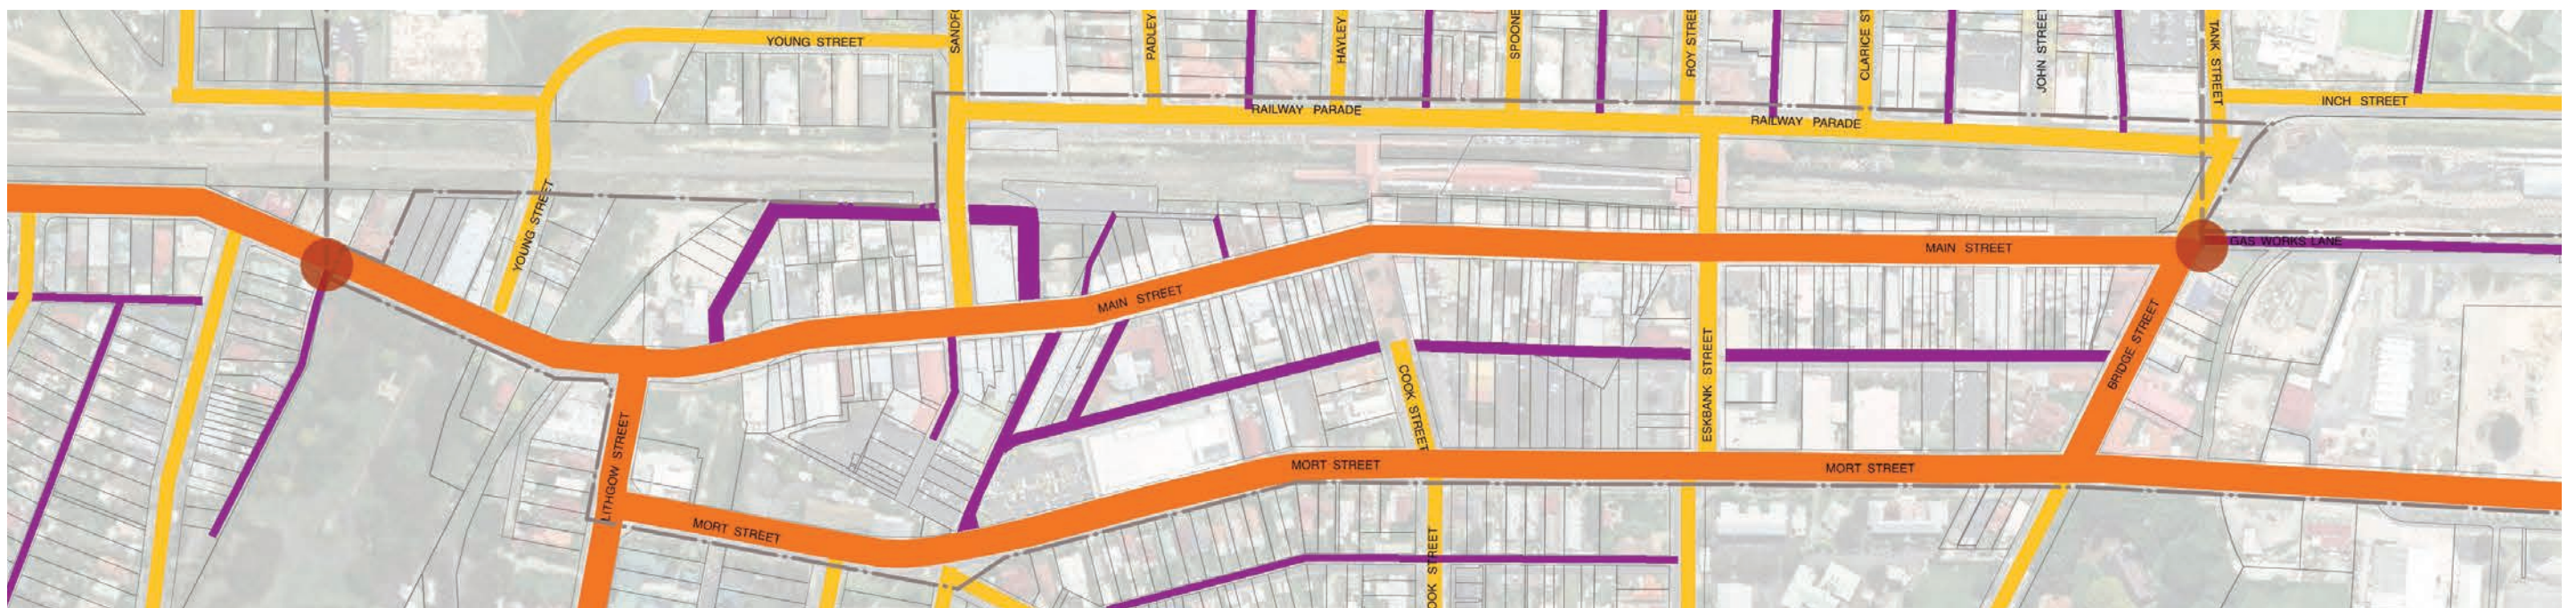 YOUNG STREET
SANDFO
PADLEY
HAYLEY
SPOONE
ROY STREE
CLARICE ST
JOHN STREET
TANK STREET
INCH STREET
RAILWAY PARADE
RAILWAY PARADE
YOUNG STREET
GAS WORKS LANE
MAIN STREET
MAIN STREET
BRIDGE STREET
ESKBANK STREET
COOK STREET
LITHGOW STREET
MORT STREET
MORT STREET
MORT STREET
OOK STREET